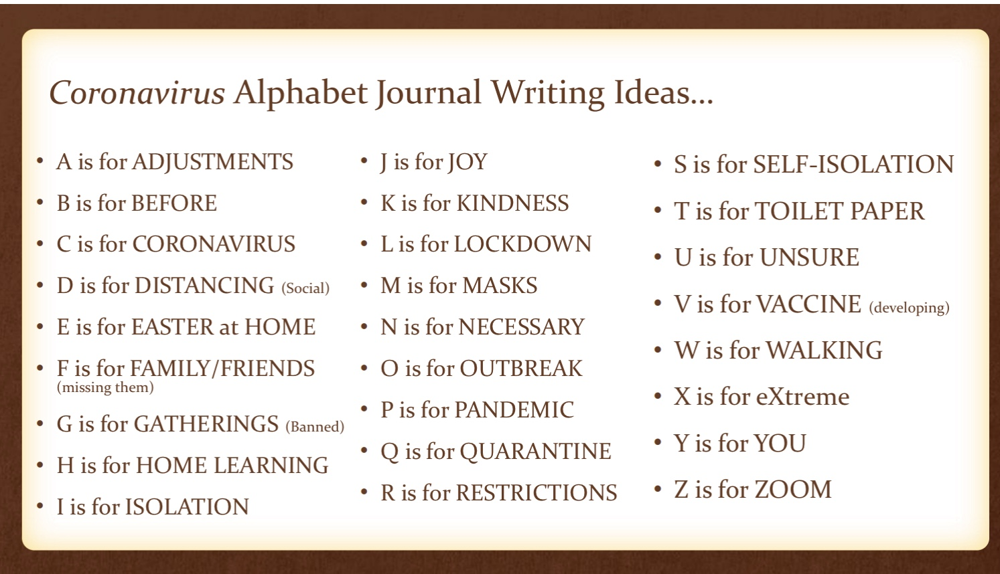 Coronavirus Alphabet Journal Writing Ideas...
• A is for ADJUSTMENTS
• B is for BEFORE
• C is for CORONAVIRUS
• D is for DISTANCING (Social)
• E is for EASTER at HOME
• F is for FAMILY/FRIENDS
(missing them)
• G is for GATHERINGS (Banned)
• H is for HOME LEARNING
• I is for ISOLATION
• J is for JOY
• K is for KINDNESS
• L is for LOCKDOWN
• M is for MASKS
• N is for NECESSARY
• O is for OUTBREAK
• P is for PANDEMIC
• Q is for QUARANTINE
• R is for RESTRICTIONS
• S is for SELF-ISOLATION
• T is for TOILET PAPER
• U is for UNSURE
• V is for VACCINE (developing)
• W is for WALKING
• X is for eXtreme
• Y is for YOU
• Z is for ZOOM